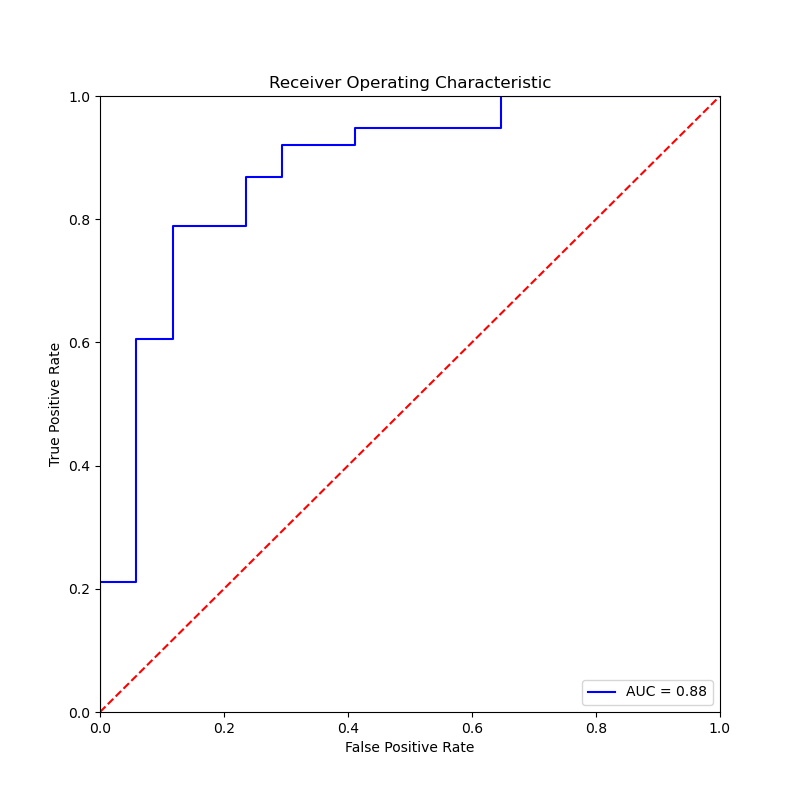 Receiver Operating Characteristic
True Positive Rate
1.0
0.8
0.6
0.4
0.2
0.0
AUC = 0.88
0.0 0.2 0.4 0.6 0.8 1.0
False Positive Rate